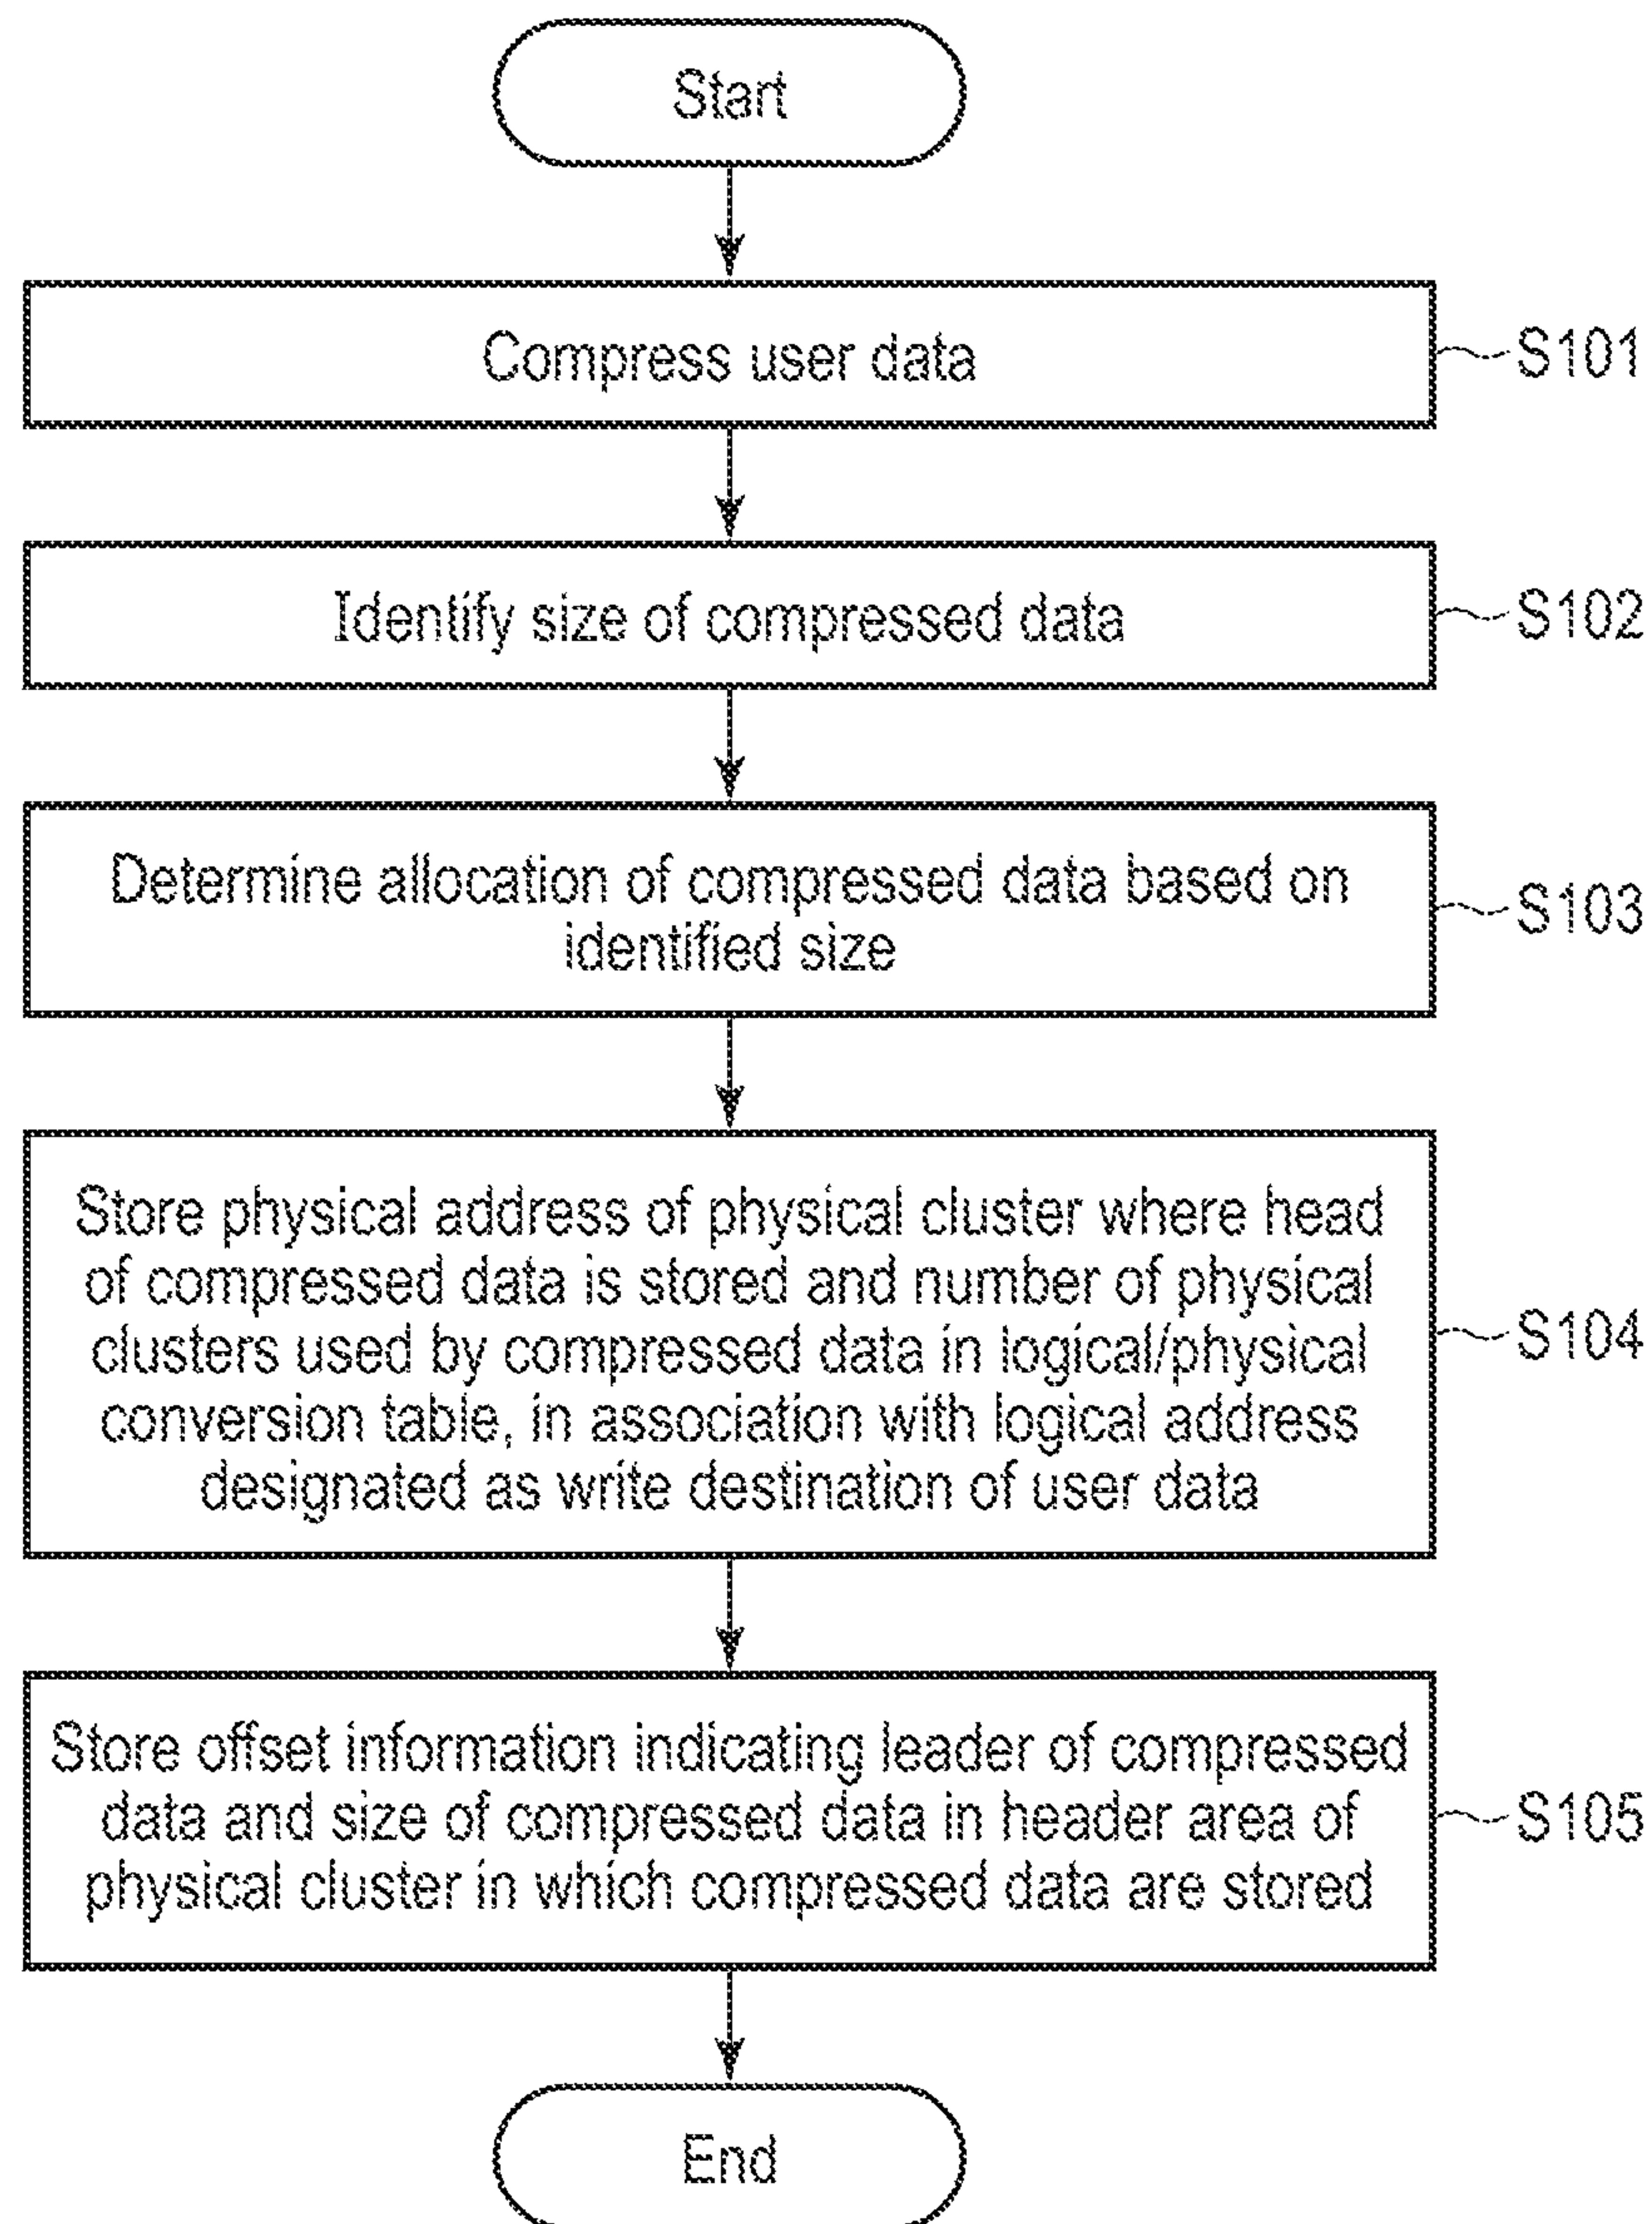 Start
Compress user data
S101
Identify size of compressed data
S102
Determine allocation of compressed data based on
identified size
S103
Store physical address of physical cluster where head
of compressed data is stored and number of physical
clusters used by compressed data in logical/physical
conversion table, in association with logical address
designated as write destination of user data
S104
Store offset information indicating leader of compressed
data and size of compressed data in header area of
physical cluster in which compressed data are stored
S105
End